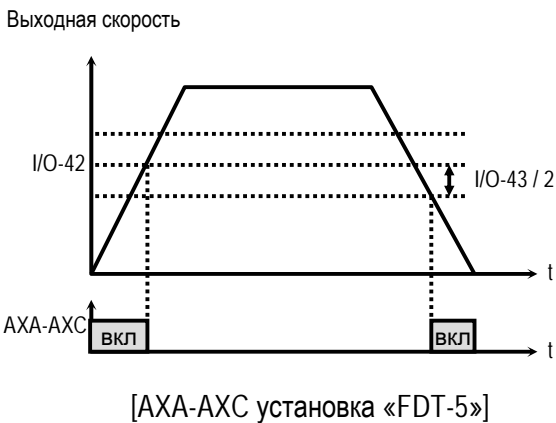 Выходная скорость
I/O-42
I/O-43 / 2
t
AXA-AXC
ВКЛ
ВКЛ
t
[AXA-AXC установка «FDT-5»]